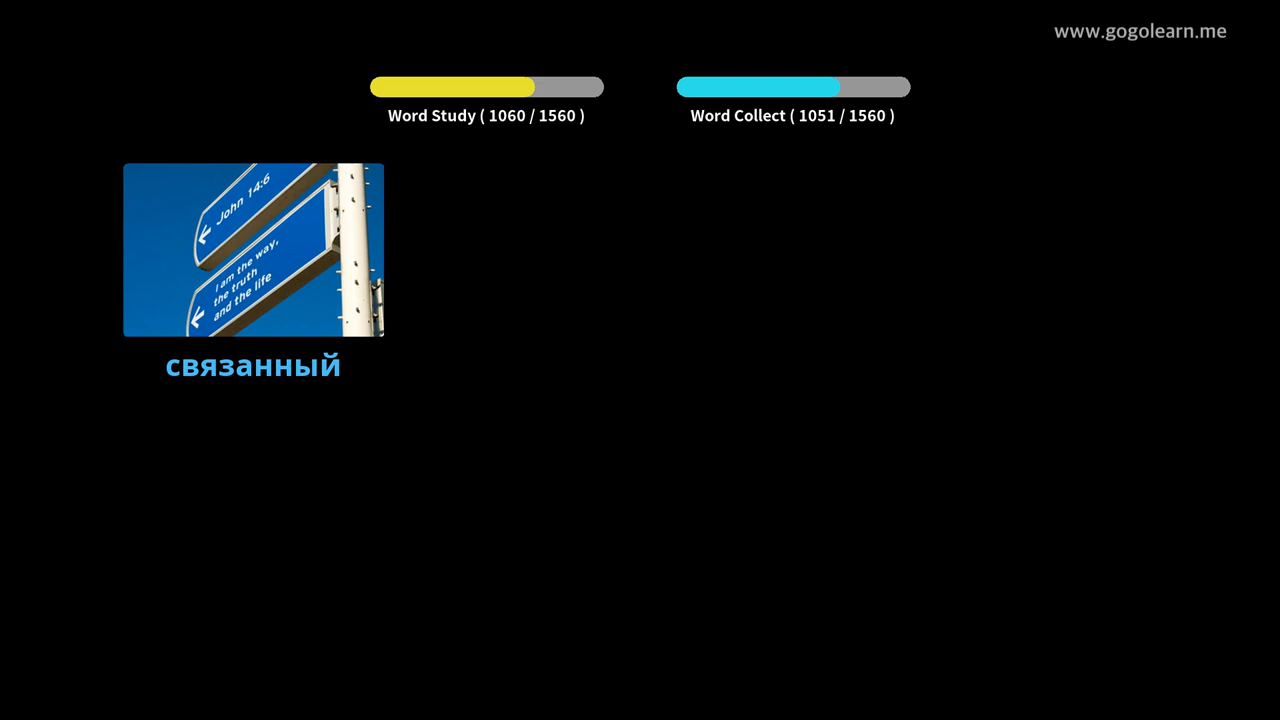 www.gogolearn.me
Word Study ( 1060 / 1560 )
Word Collect ( 1051 / 1560 )
John 14:6
I am the way,
the truth
and the life
связанный